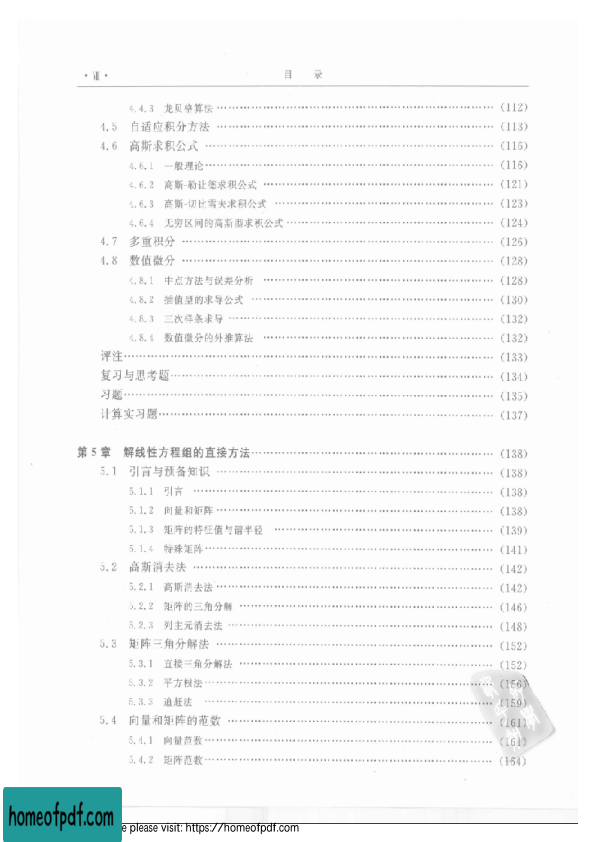 · Ⅶ ·
目 录
4.4.3 龙贝格算法 ……………………………… (112)
4.5 自适应积分方法 ……………………………… (113)
4.6 高斯求积公式 ……………………………… (116)
4.6.1 一般理论 ……………………………… (116)
4.6.2 高斯-勒让德求积公式 ……………………………… (121)
4.6.3 高斯-切比雪夫求积公式 ……………………………… (123)
4.6.4 无穷区间的高斯型求积公式 ……………………………… (124)
4.7 多重积分 ……………………………… (126)
4.8 数值微分 ……………………………… (128)
4.8.1 中点方法与误差分析 ……………………………… (128)
4.8.2 插值型的求导公式 ……………………………… (130)
4.8.3 三次样条求导 ……………………………… (132)
4.8.4 数值微分的外推算法 ……………………………… (132)
评注 ……………………………… (133)
复习与思考题 ……………………………… (134)
习题 ……………………………… (135)
计算实习题 ……………………………… (137)
第 5 章 解线性方程组的直接方法 ……………………………… (138)
5.1 引言与预备知识 ……………………………… (138)
5.1.1 引言 ……………………………… (138)
5.1.2 向量和矩阵 ……………………………… (138)
5.1.3 矩阵的特征值与谱半径 ……………………………… (139)
5.1.4 特殊矩阵 ……………………………… (141)
5.2 高斯消去法 ……………………………… (142)
5.2.1 高斯消去法 ……………………………… (142)
5.2.2 矩阵的三角分解 ……………………………… (146)
5.2.3 列主元消去法 ……………………………… (148)
5.3 矩阵三角分解法 ……………………………… (152)
5.3.1 直接三角分解法 ……………………………… (152)
5.3.2 平方根法 ……………………………… (156)
5.3.3 追赶法 ……………………………… (159)
5.4 向量和矩阵的范数 ……………………………… (161)
5.4.1 向量范数 ……………………………… (161)
5.4.2 矩阵范数 ……………………………… (164)
homeofpdf.com
e please visit: https://homeofpdf.com